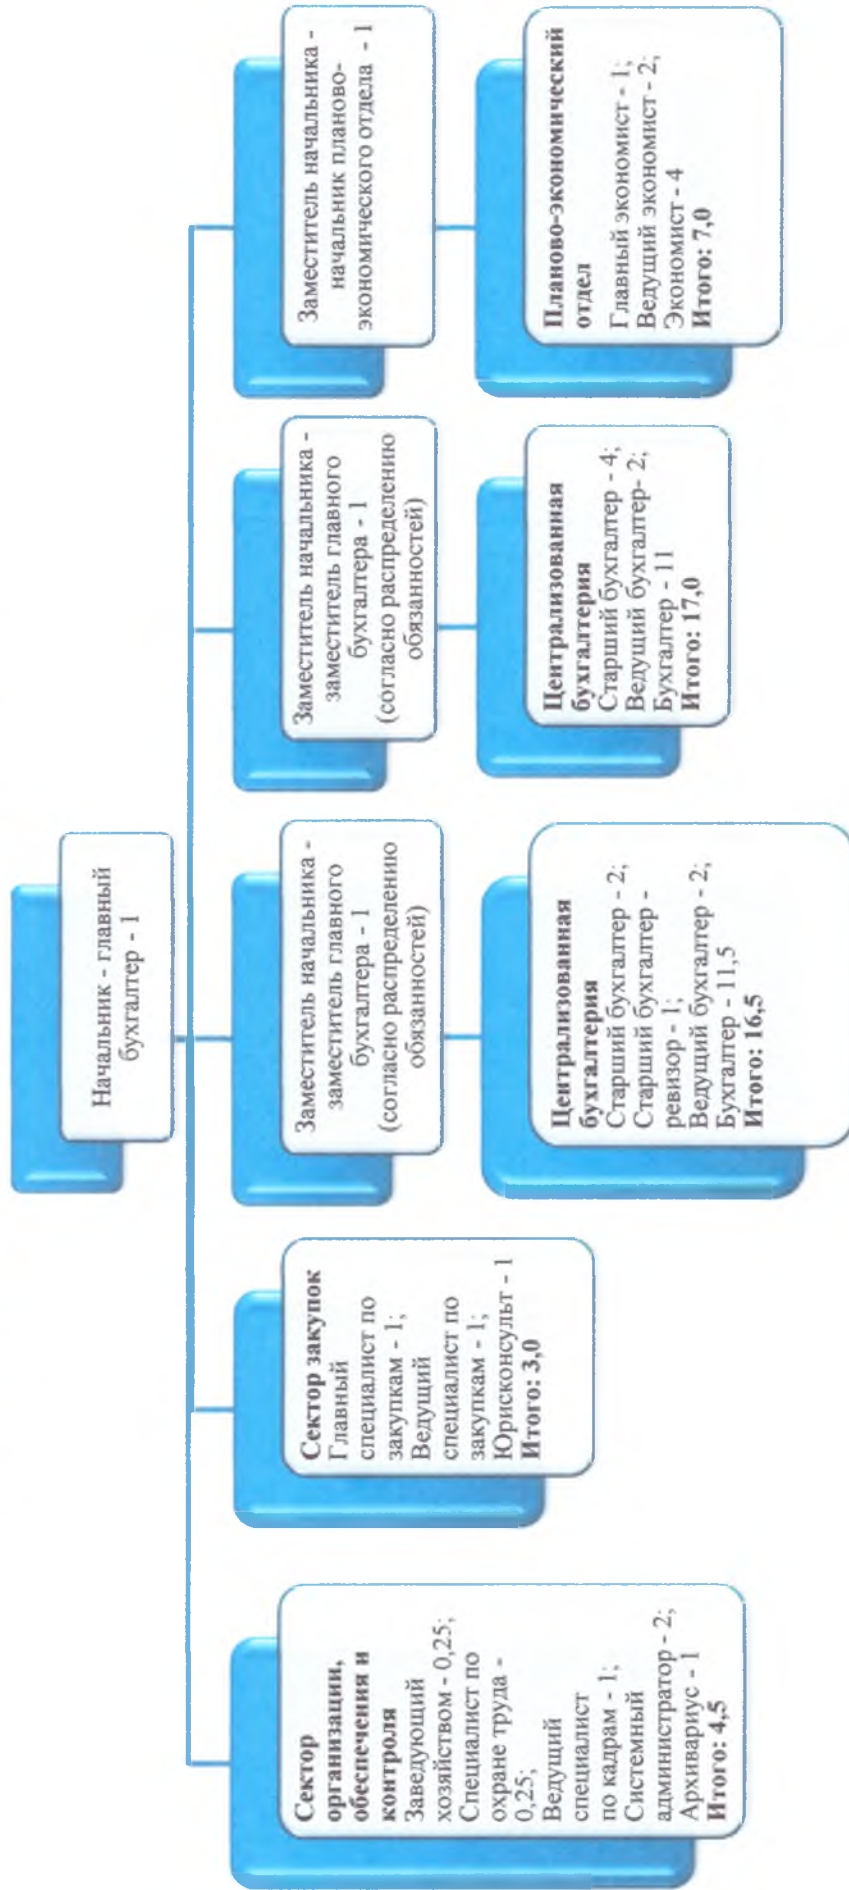 Начальник - главный
бухгалтер - 1
Сектор
организации,
обеспечения и
контроля
Заведующий
хозяйством - 0,25;
Специалист по
охране труда -
0,25;
Ведущий
специалист
по кадрам - 1;
Системный
администратор - 2;
Архивариус - 1
Итого: 4,5
Сектор закупок
Главный
специалист по
закупкам - 1;
Ведущий
специалист по
закупкам - 1;
Юрисконсульт - 1
Итого: 3,0
Заместитель начальника -
заместитель главного
бухгалтера - 1
(согласно распределению
обязанностей)
Централизованная
бухгалтерия
Старший бухгалтер - 2;
Старший бухгалтер -
ревизор - 1;
Ведущий бухгалтер - 2;
Бухгалтер - 11,5
Итого: 16,5
Заместитель начальника -
заместитель главного
бухгалтера - 1
(согласно распределению
обязанностей)
Централизованная
бухгалтерия
Старший бухгалтер - 4;
Ведущий бухгалтер- 2;
Бухгалтер - 11
Итого: 17,0
Заместитель начальника -
начальник планово-
экономического отдела - 1
Планово-экономический
отдел
Главный экономист - 1;
Ведущий экономист - 2;
Экономист - 4
Итого: 7,0